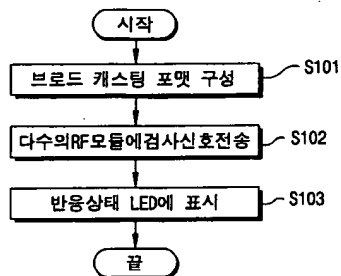 시작
브로드 캐스팅 포맷 구성
S101
다수의RF모듈에검사신호전송
S102
반응상태 LED에 표시
S103
끝